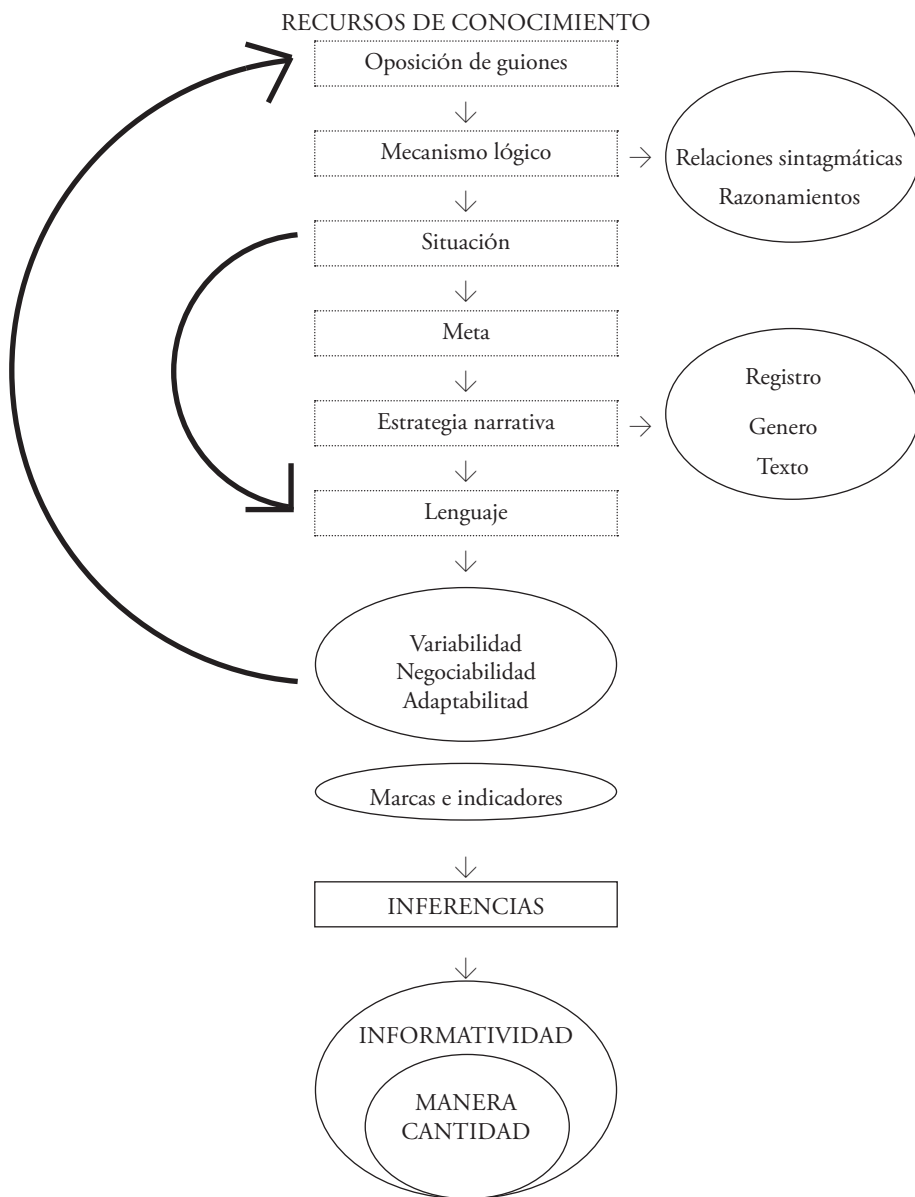 RECURSOS DE CONOCIMIENTO
Oposición de guiones
Mecanismo lógico
Relaciones sintagmáticas
Razonamientos
Situación
Meta
Estrategia narrativa
Registro
Genero
Texto
Lenguaje
Variabilidad
Negociabilidad
Adaptabilitad
Marcas e indicadores
INFERENCIAS
INFORMATIVIDAD
MANERA
CANTIDAD